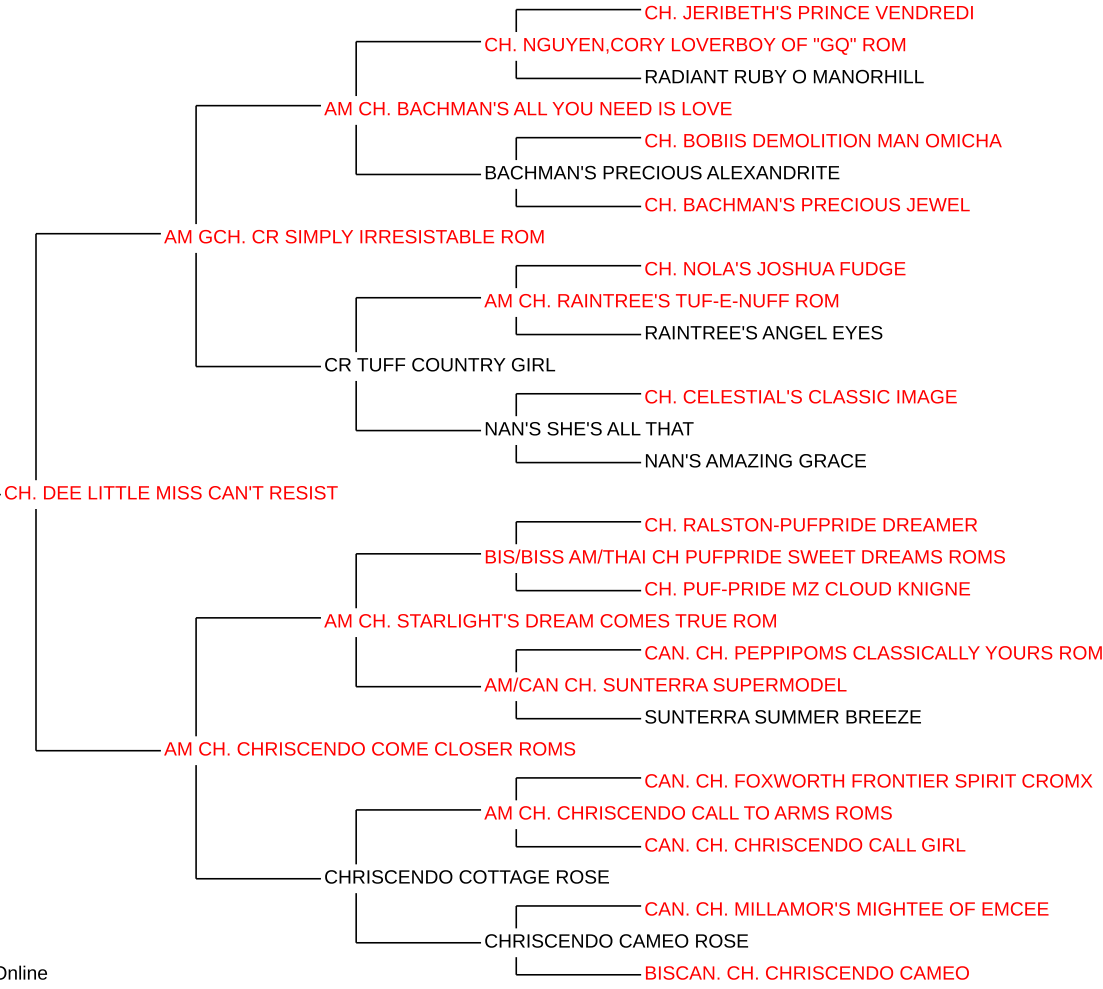 CH. JERIBETH'S PRINCE VENDREDI
CH. NGUYEN,CORY LOVERBOY OF "GQ" ROM
RADIANT RUBY O MANORHILL
AM CH. BACHMAN'S ALL YOU NEED IS LOVE
CH. BOBIIS DEMOLITION MAN OMICHA
BACHMAN'S PRECIOUS ALEXANDRITE
CH. BACHMAN'S PRECIOUS JEWEL
AM GCH. CR SIMPLY IRRESISTABLE ROM
CH. NOLA'S JOSHUA FUDGE
AM CH. RAINTREE'S TUF-E-NUFF ROM
RAINTREE'S ANGEL EYES
CR TUFF COUNTRY GIRL
CH. CELESTIAL'S CLASSIC IMAGE
NAN'S SHE'S ALL THAT
NAN'S AMAZING GRACE
CH. DEE LITTLE MISS CAN'T RESIST
CH. RALSTON-PUFPRIDE DREAMER
BIS/BISS AM/THAI CH PUFPRIDE SWEET DREAMS ROMS
CH. PUF-PRIDE MZ CLOUD KNIGNE
AM CH. STARLIGHT'S DREAM COMES TRUE ROM
CAN. CH. PEPPIPOMS CLASSICALLY YOURS ROM
AM/CAN CH. SUNTERRA SUPERMODEL
SUNTERRA SUMMER BREEZE
AM CH. CHRISCENDO COME CLOSER ROMS
CAN. CH. FOXWORTH FRONTIER SPIRIT CROMX
AM CH. CHRISCENDO CALL TO ARMS ROMS
CAN. CH. CHRISCENDO CALL GIRL
CHRISCENDO COTTAGE ROSE
CAN. CH. MILLAMOR'S MIGHTEE OF EMCEE
CHRISCENDO CAMEO ROSE
BISCAN. CH. CHRISCENDO CAMEO
Online